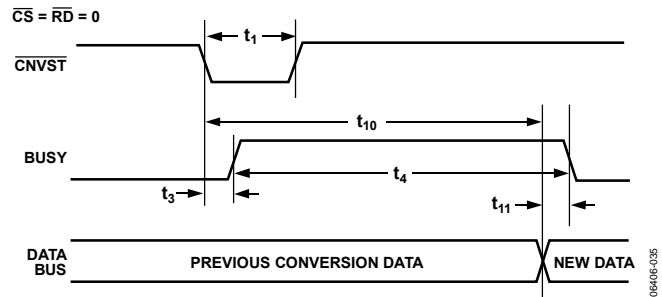 CS = RD = 0
t1
CNVST
t10
BUSY
t4
t3
t11
DATA
BUS
PREVIOUS CONVERSION DATA
NEW DATA
06406-035